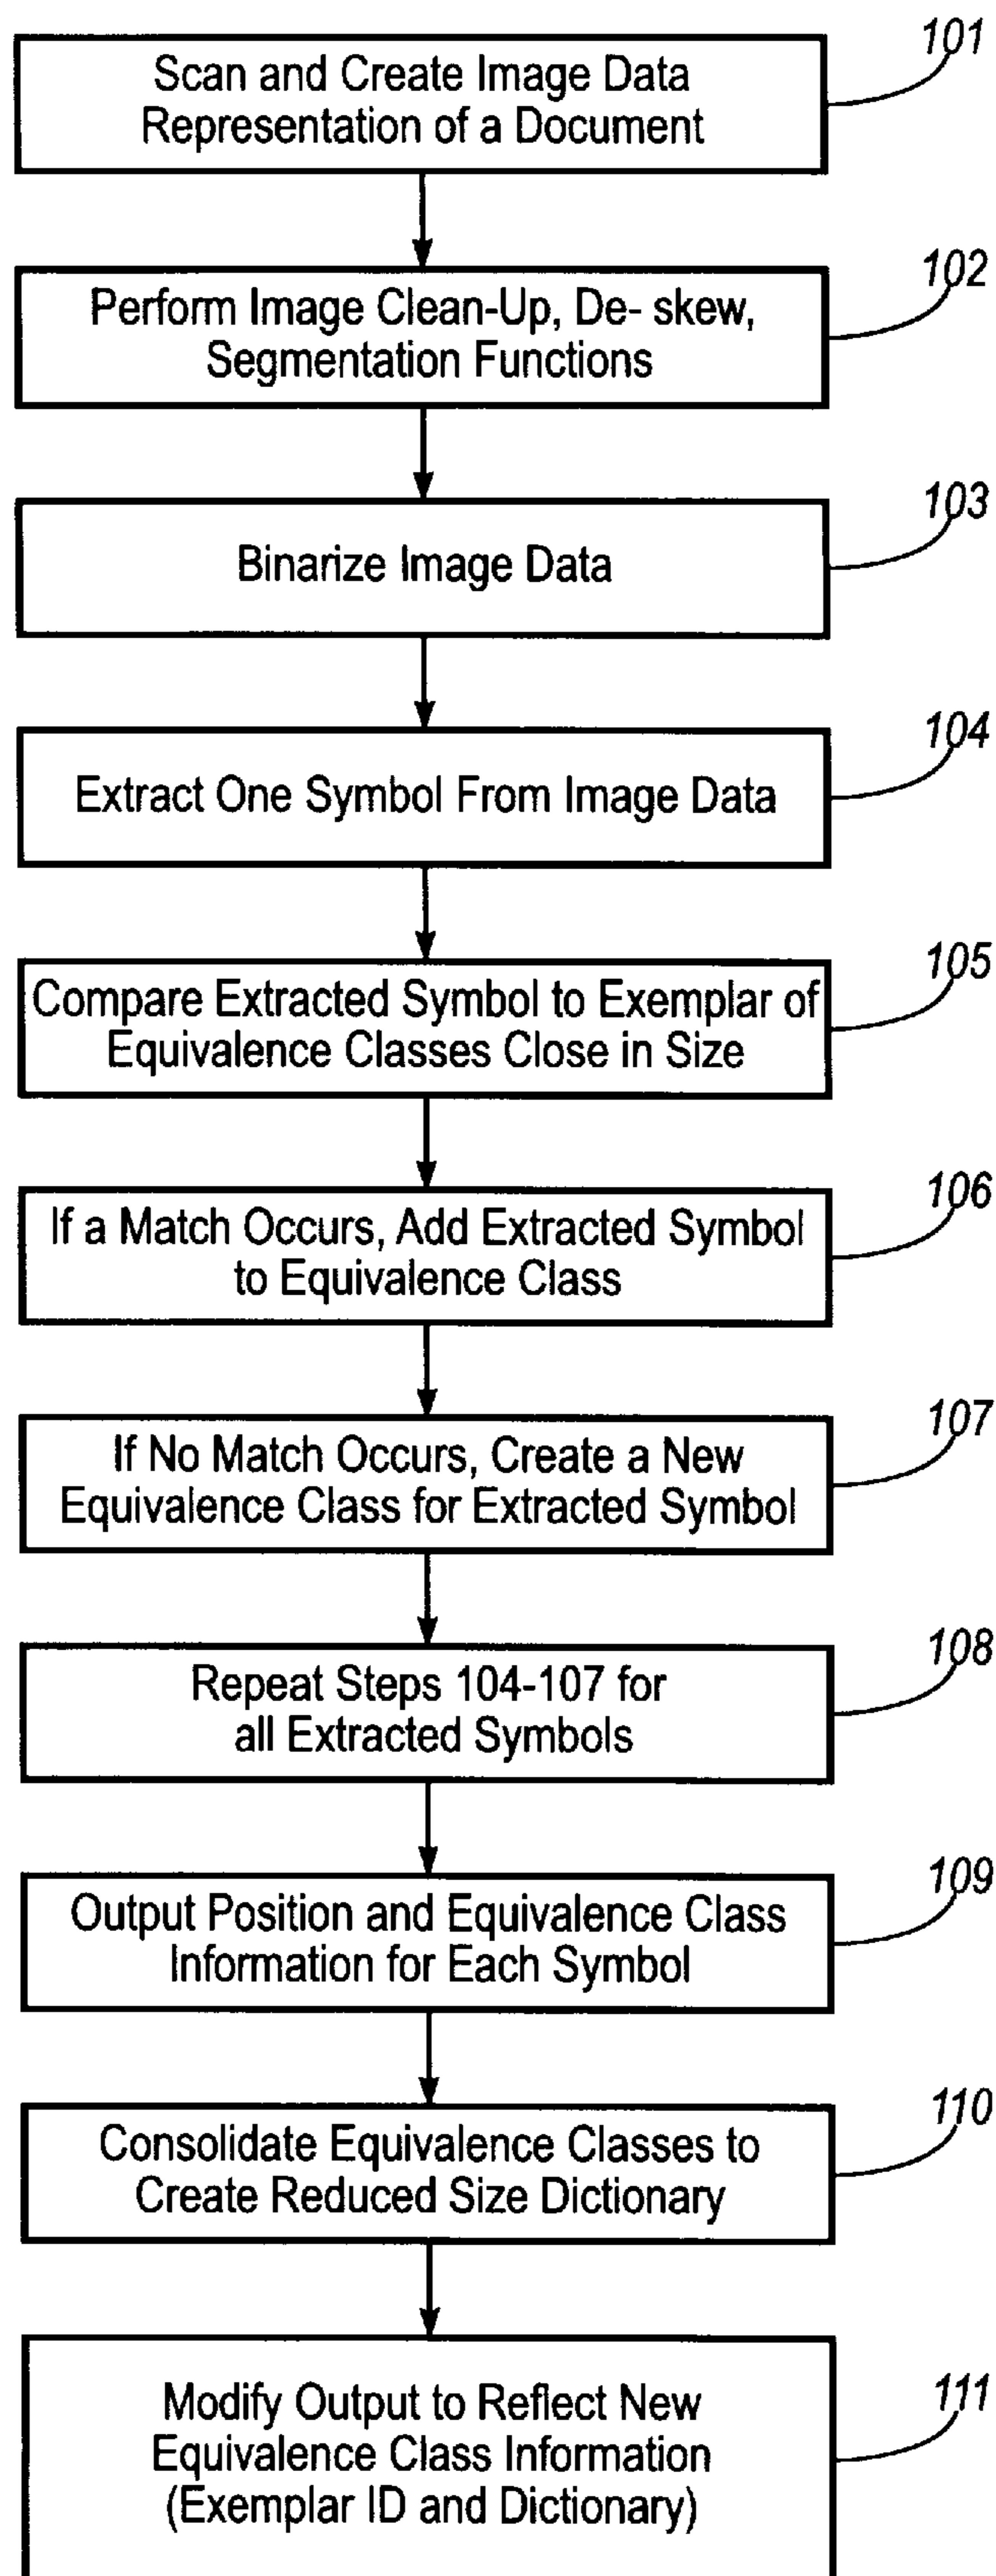 101
Scan and Create Image Data
Representation of a Document
102
Perform Image Clean-Up, De- skew,
Segmentation Functions
103
Binarize Image Data
104
Extract One Symbol From Image Data
105
Compare Extracted Symbol to Exemplar of
Equivalence Classes Close in Size
106
If a Match Occurs, Add Extracted Symbol
to Equivalence Class
107
If No Match Occurs, Create a New
Equivalence Class for Extracted Symbol
108
Repeat Steps 104-107 for
all Extracted Symbols
109
Output Position and Equivalence Class
Information for Each Symbol
110
Consolidate Equivalence Classes to
Create Reduced Size Dictionary
111
Modify Output to Reflect New
Equivalence Class Information
(Exemplar ID and Dictionary)